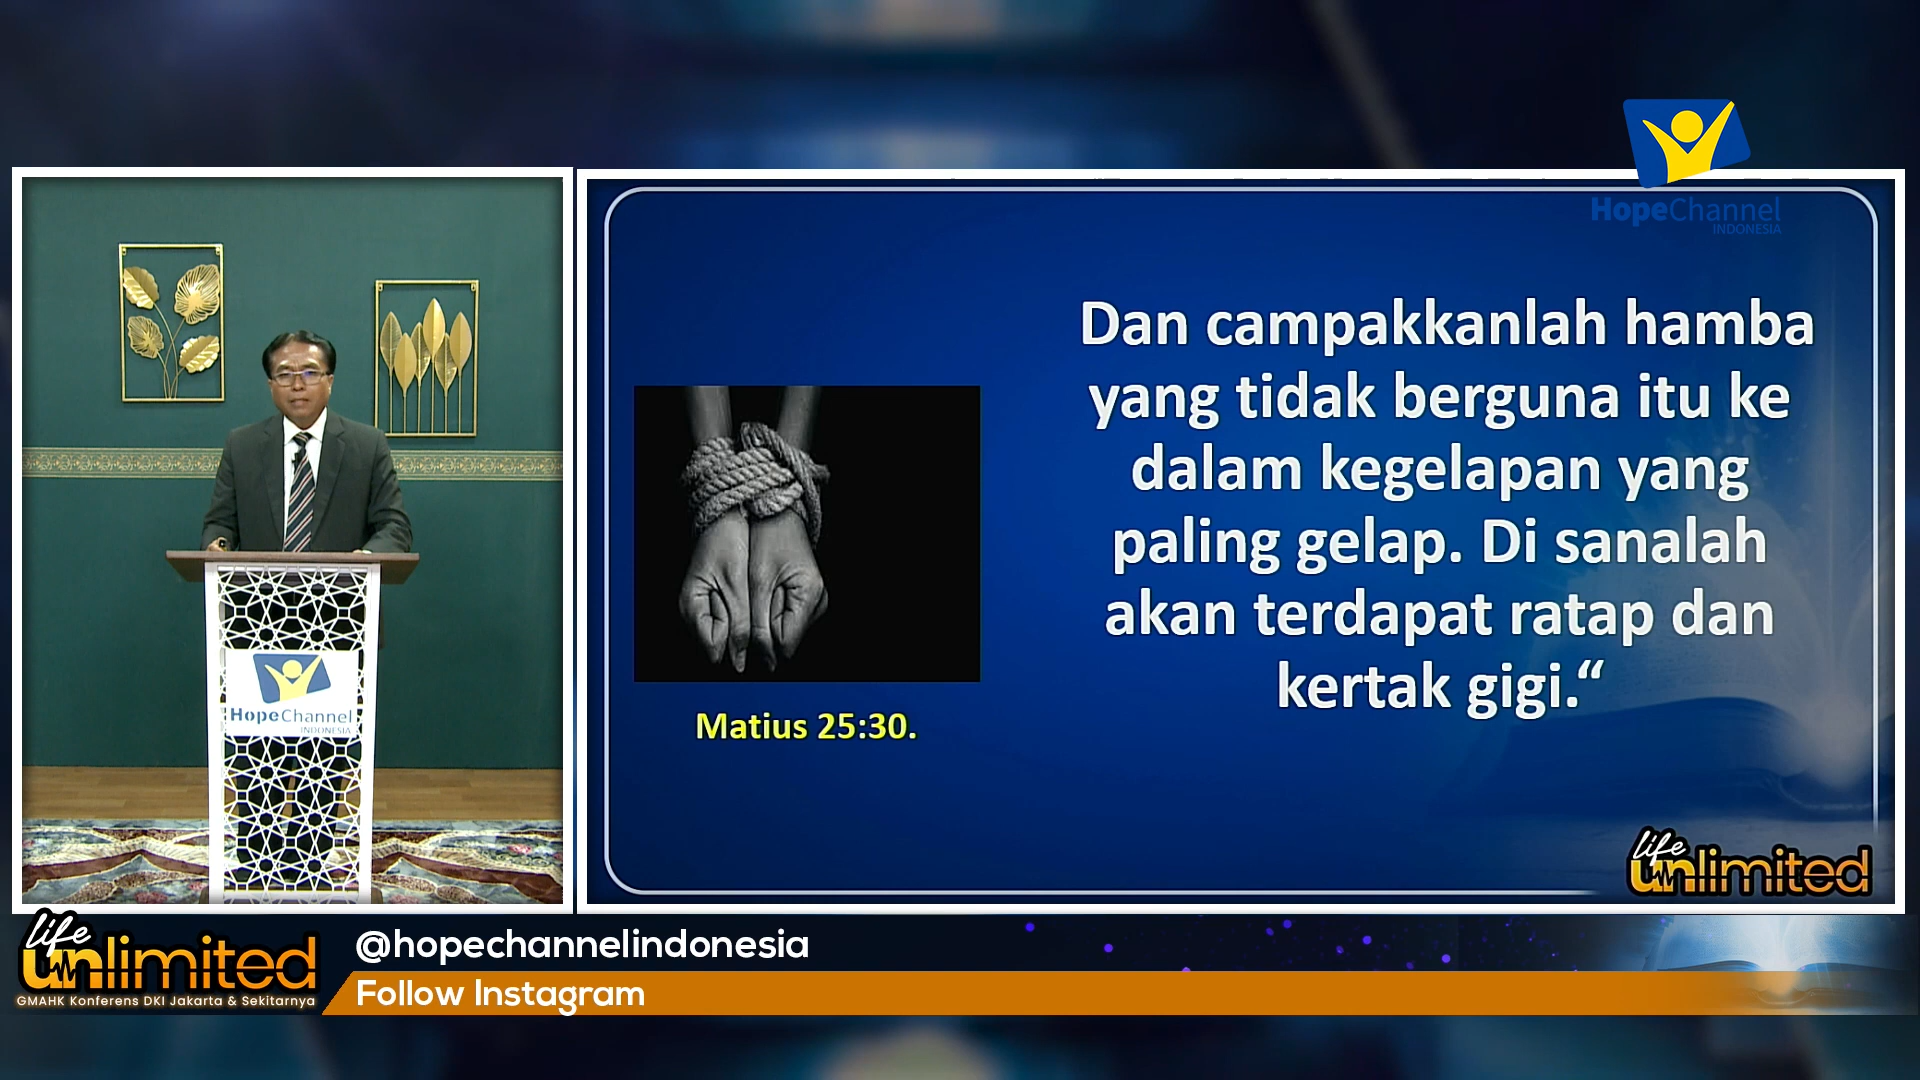 HopeChannel
INDONESIA
Dan campakkanlah hamba
yang tidak berguna itu ke
dalam kegelapan yang
paling gelap. Di sanalah
akan terdapat ratap dan
kertak gigi.“
Matius 25:30.
HopeChannel
INDONESIA
life
unlimited
life
unlimited
GMAHK Konferens DKI Jakarta & Sekitarnya
@hopechannelindonesia
Follow Instagram